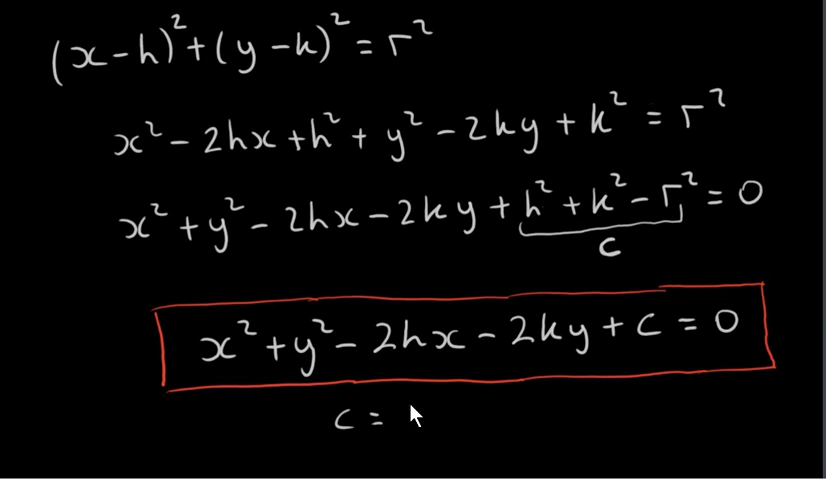 (x-h)²+(y-k)²=r²
x²-2hx+h²+y²-2ky+k²=r²
x²+y²-2hx-2ky+h²+k²-r²=0
c
x²+y²-2hx-2ky+c=0
c=